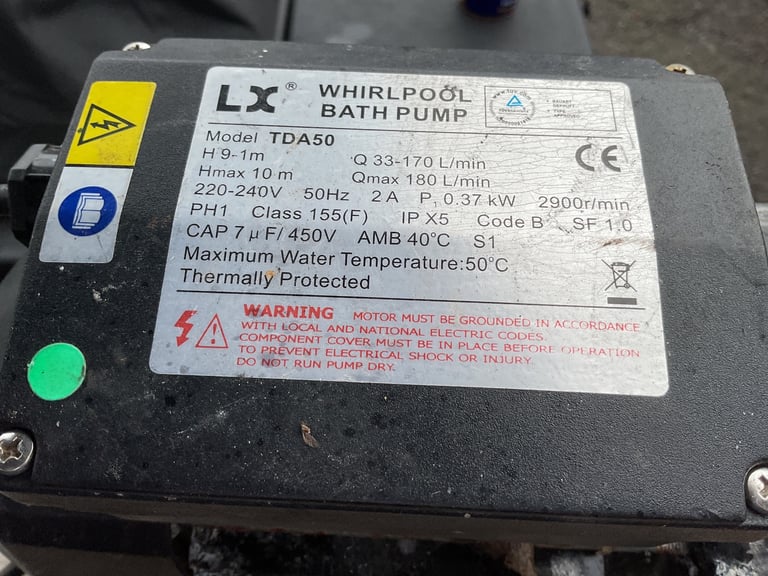 LX® WHIRLPOOL
BATH PUMP
Model TDA50
H 9-1m Q 33-170 L/min
Hmax 10 m Qmax 180 L/min
220-240V 50Hz 2 A P, 0.37 kW 2900r/min
PH1 Class 155(F) IP X5 Code B SF 1.0
CAP 7 μF/ 450V AMB 40°C S1
Maximum Water Temperature:50°C
Thermally Protected
CE
WARNING MOTOR MUST BE GROUNDED IN ACCORDANCE
WITH LOCAL AND NATIONAL ELECTRIC CODES.
COMPONENT COVER MUST BE IN PLACE BEFORE OPERATION
TO PREVENT ELECTRICAL SHOCK OR INJURY.
DO NOT RUN PUMP DRY.